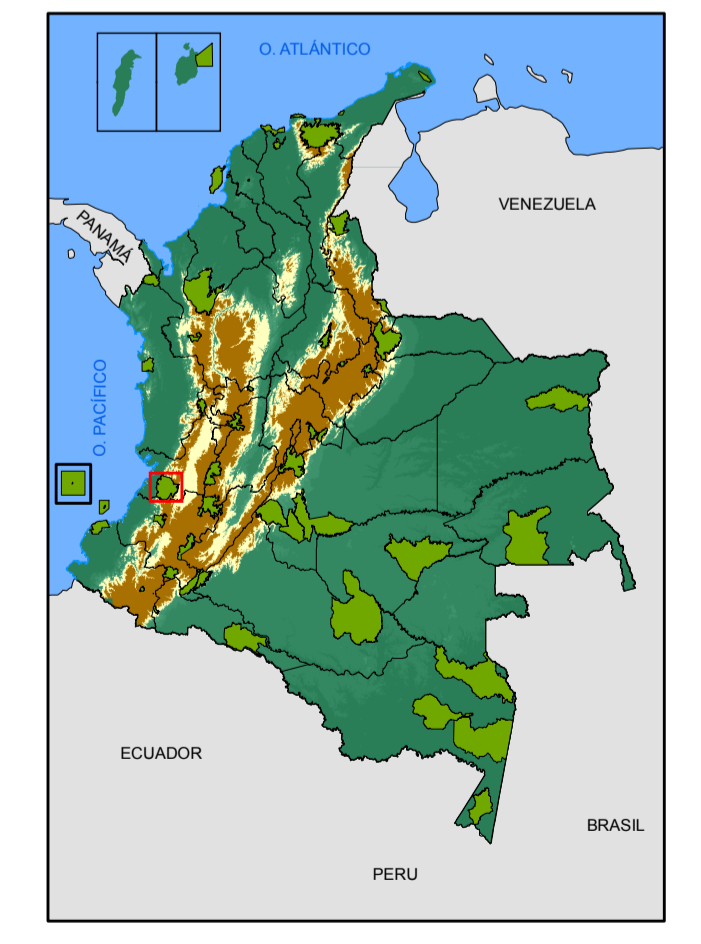 O. ATLÁNTICO
VENEZUELA
PANAMÁ
O. PACÍFICO
ECUADOR
BRASIL
PERU